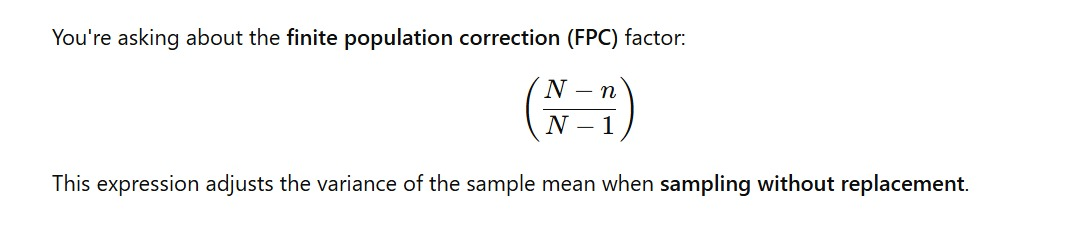 You're asking about the finite population correction (FPC) factor:
(N − n
N − 1)
This expression adjusts the variance of the sample mean when sampling without replacement.